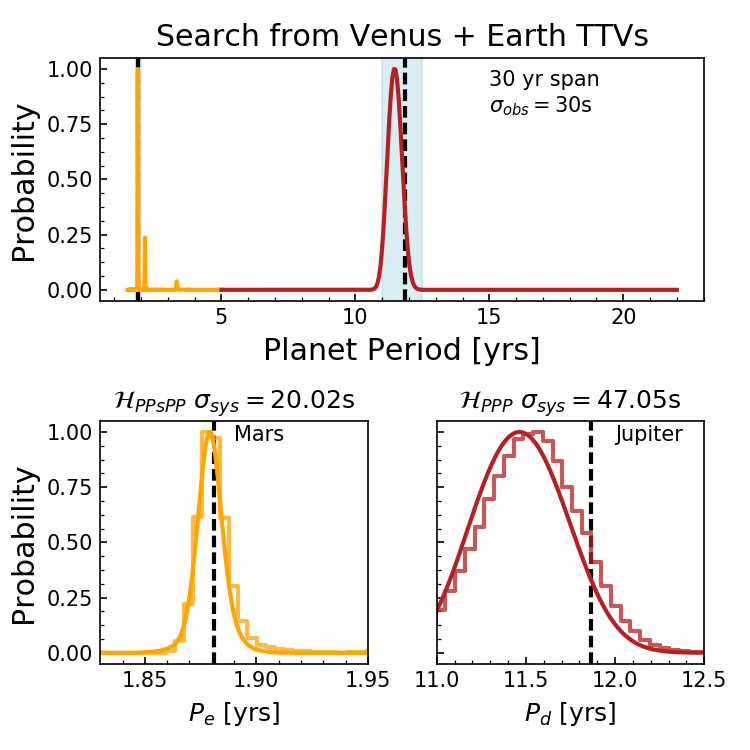 Search from Venus + Earth TTVs
1.00
0.75
0.50
0.25
0.00
Probability
30 yr span
σ_obs = 30s
5 10 15 20
Planet Period [yrs]
ℋ_PPsPP σ_sys = 20.02s
1.00
0.75
0.50
0.25
0.00
Probability
Mars
1.85 1.90 1.95
P_e [yrs]
ℋ_PPP σ_sys = 47.05s
Jupiter
11.0 11.5 12.0 12.5
P_d [yrs]